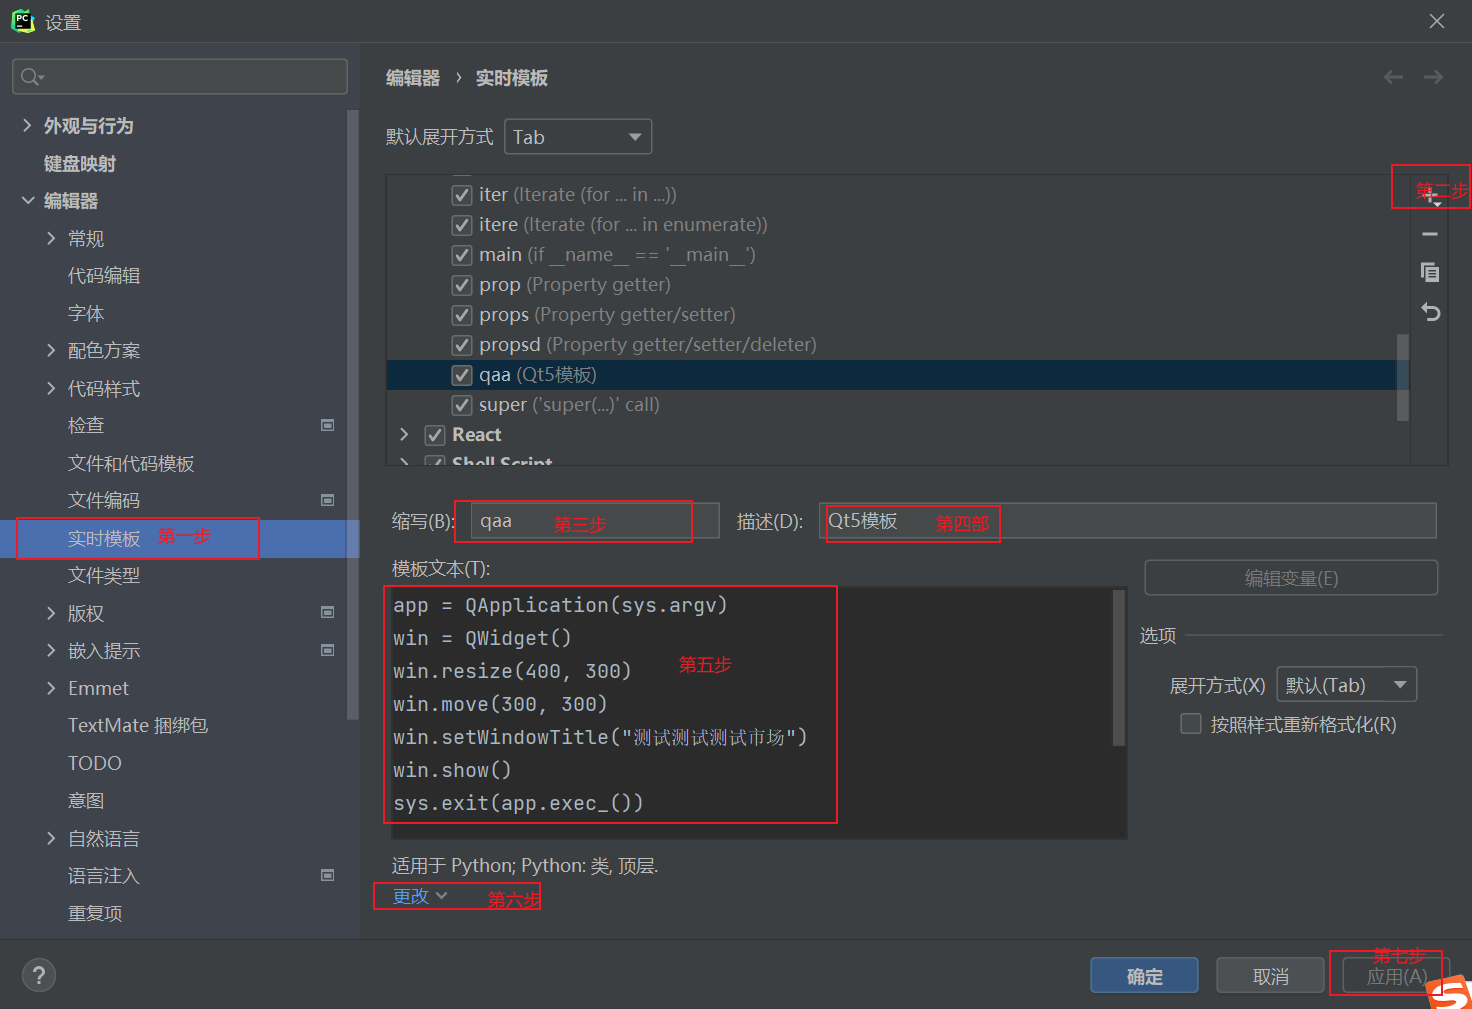 PC
设置
编辑器 › 实时模板
外观与行为
键盘映射
编辑器
常规
代码编辑
字体
配色方案
代码样式
检查
文件和代码模板
文件编码
实时模板 第一步
文件类型
版权
嵌入提示
Emmet
TextMate 捆绑包
TODO
意图
自然语言
语言注入
重复项
默认展开方式 Tab
第二步
iter (Iterate (for ... in ...))
itere (Iterate (for ... in enumerate))
main (if __name__ == '__main__')
prop (Property getter)
props (Property getter/setter)
propsd (Property getter/setter/deleter)
qaa (Qt5模板)
super ('super(...)' call)
React
Shell Script
缩写(B): qaa 第三步 描述(D): Qt5模板 第四部
模板文本(T):
编辑变量(E)
app = QApplication(sys.argv)
win = QWidget()
win.resize(400, 300)
win.move(300, 300)
win.setWindowTitle("测试测试测试市场")
win.show()
sys.exit(app.exec_())
第五步
选项
展开方式(X) 默认(Tab)
按照样式重新格式化(R)
适用于 Python; Python: 类, 顶层.
更改 第六步
? 确定 取消 应用(A)
第七步